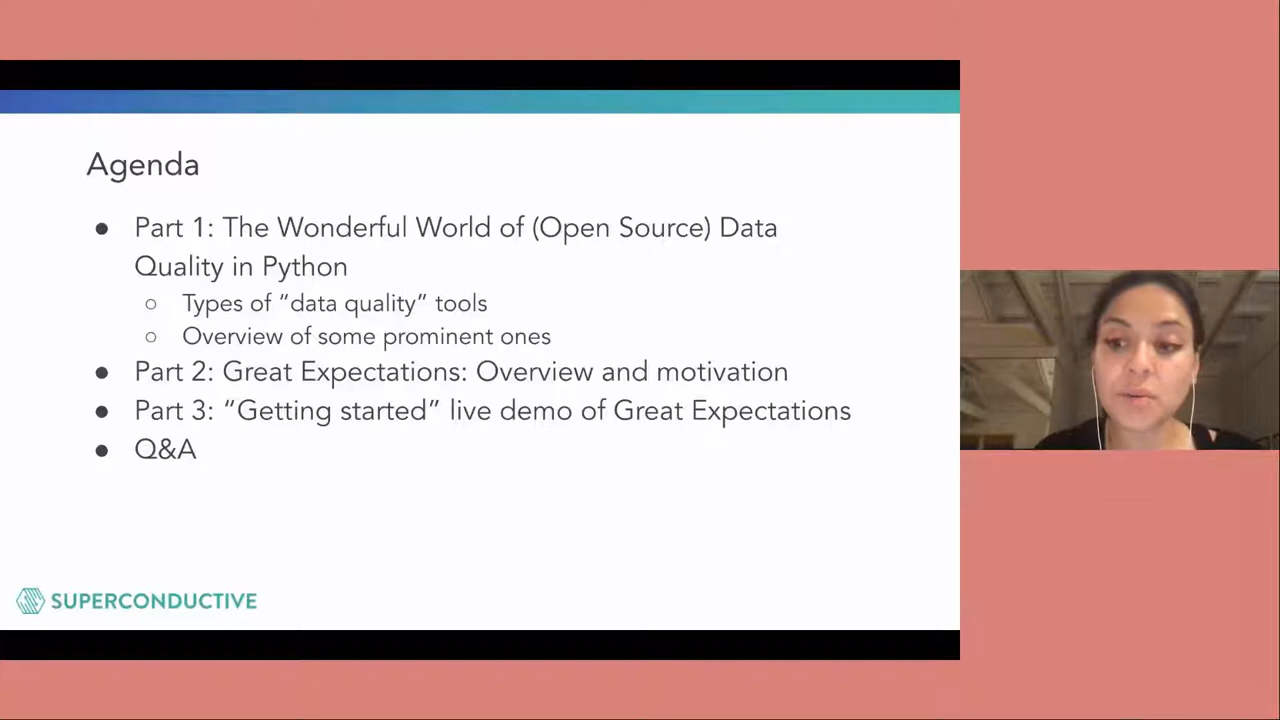 Agenda
● Part 1: The Wonderful World of (Open Source) Data
Quality in Python
○ Types of “data quality” tools
○ Overview of some prominent ones
● Part 2: Great Expectations: Overview and motivation
● Part 3: “Getting started” live demo of Great Expectations
● Q&A
SUPERCONDUCTIVE